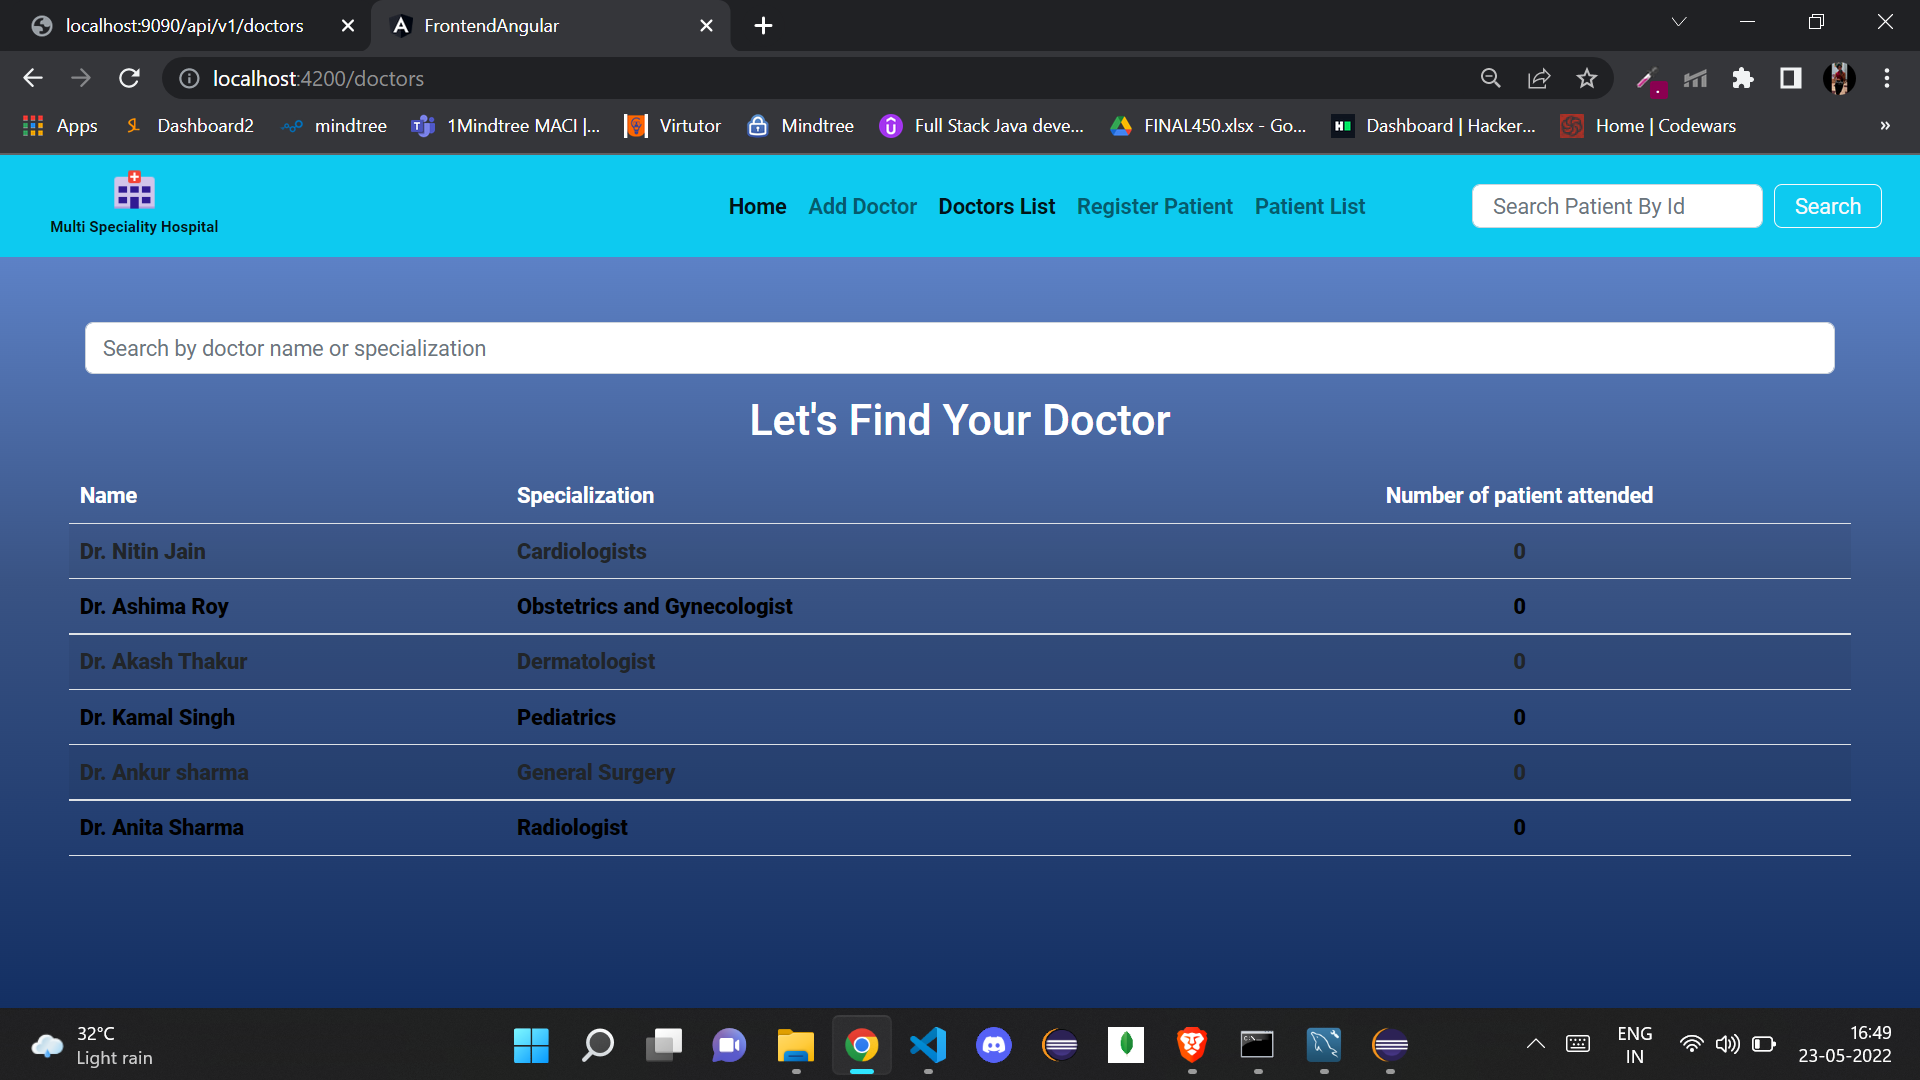 localhost:9090/api/v1/doctors
FrontendAngular
localhost:4200/doctors
Apps
Dashboard2
mindtree
1Mindtree MACI |...
Virtutor
Mindtree
Full Stack Java deve...
FINAL450.xlsx - Go...
Dashboard | Hacker...
Home | Codewars
»
Multi Speciality Hospital
Home
Add Doctor
Doctors List
Register Patient
Patient List
Search Patient By Id
Search
Search by doctor name or specialization
Let's Find Your Doctor
Name Specialization Number of patient attended
Dr. Nitin Jain Cardiologists 0
Dr. Ashima Roy Obstetrics and Gynecologist 0
Dr. Akash Thakur Dermatologist 0
Dr. Kamal Singh Pediatrics 0
Dr. Ankur sharma General Surgery 0
Dr. Anita Sharma Radiologist 0
32°C
Light rain
ENG
IN
16:49
23-05-2022